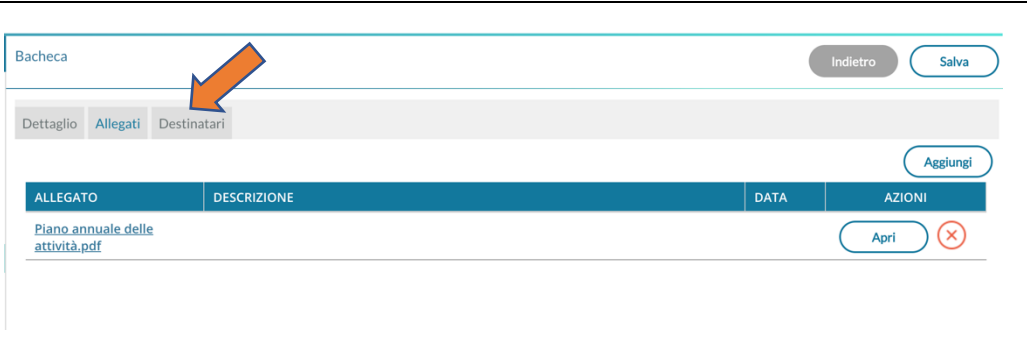 Bacheca
Indietro
Salva
Dettaglio
Allegati
Destinatari
Aggiungi
ALLEGATO
DESCRIZIONE
DATA
AZIONI
Piano annuale delle
attività.pdf
Apri